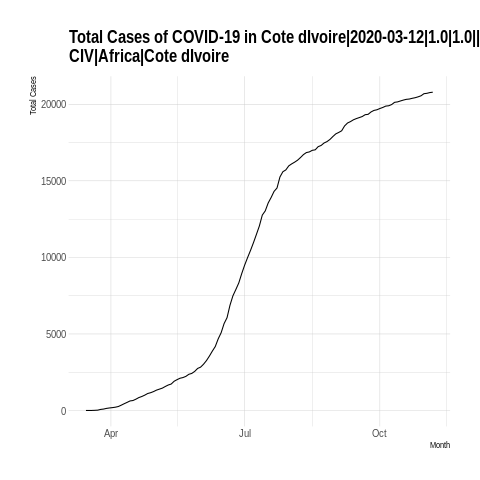 Total Cases of COVID-19 in Cote dIvoire|2020-03-12|1.0|1.0||
CIV|Africa|Cote dIvoire
Total Cases
20000
15000
10000
5000
0
Apr
Jul
Oct
Month